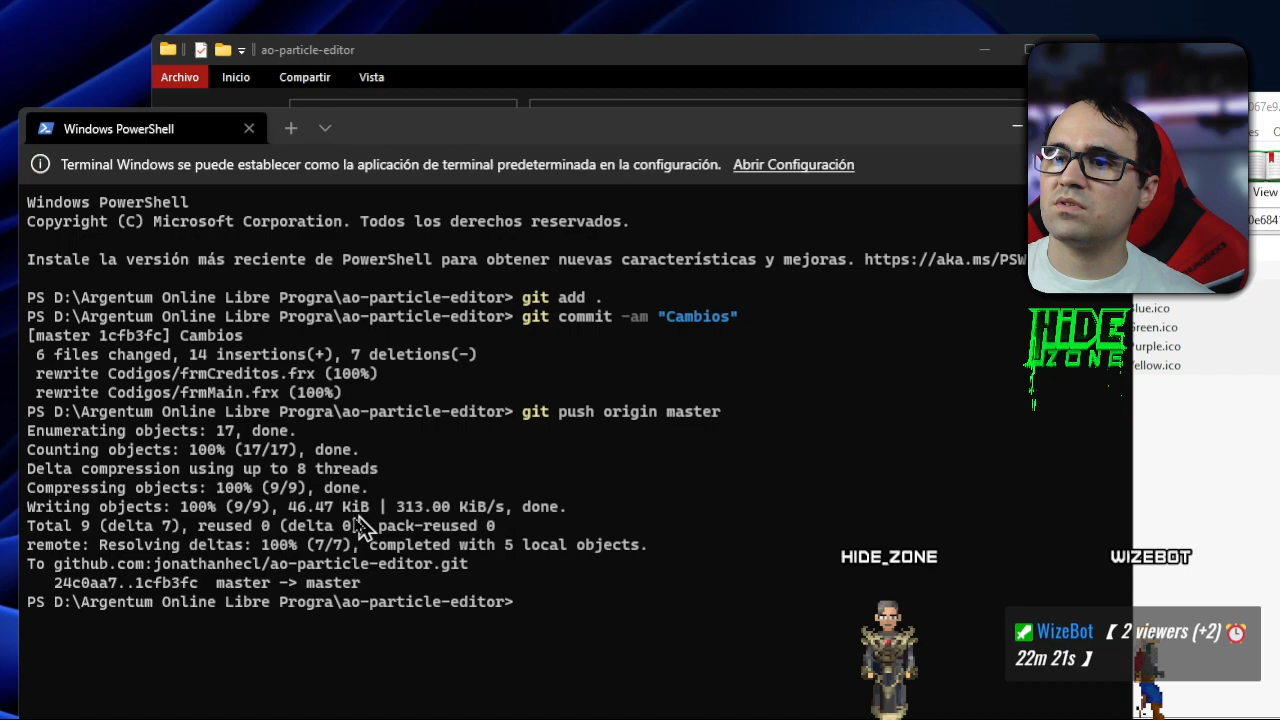 ao-particle-editor
Archivo Inicio Compartir Vista
Windows PowerShell
Terminal Windows se puede establecer como la aplicación de terminal predeterminada en la configuración. Abrir Configuración
Windows PowerShell
Copyright (C) Microsoft Corporation. Todos los derechos reservados.
Instale la versión más reciente de PowerShell para obtener nuevas características y mejoras. https://aka.ms/PSW
PS D:\Argentum Online Libre Progra\ao-particle-editor> git add .
PS D:\Argentum Online Libre Progra\ao-particle-editor> git commit -am "Cambios"
[master 1cfb3fc] Cambios
6 files changed, 14 insertions(+), 7 deletions(-)
rewrite Codigos/frmCreditos.frx (100%)
rewrite Codigos/frmMain.frx (100%)
PS D:\Argentum Online Libre Progra\ao-particle-editor> git push origin master
Enumerating objects: 17, done.
Counting objects: 100% (17/17), done.
Delta compression using up to 8 threads
Compressing objects: 100% (9/9), done.
Writing objects: 100% (9/9), 46.47 KiB | 313.00 KiB/s, done.
Total 9 (delta 7), reused 0 (delta 0), pack-reused 0
remote: Resolving deltas: 100% (7/7), completed with 5 local objects.
To github.com:jonathanhecl/ao-particle-editor.git
24c0aa7..1cfb3fc master -> master
PS D:\Argentum Online Libre Progra\ao-particle-editor>
067e9.
es
View
0e6841
lue.ico
reen.ico
urple.ico
ellow.ico
HiDE
ZONE
HIDE_ZONE
WIZEBOT
WizeBot 【 2 viewers (+2) ⏰
22m 21s 】